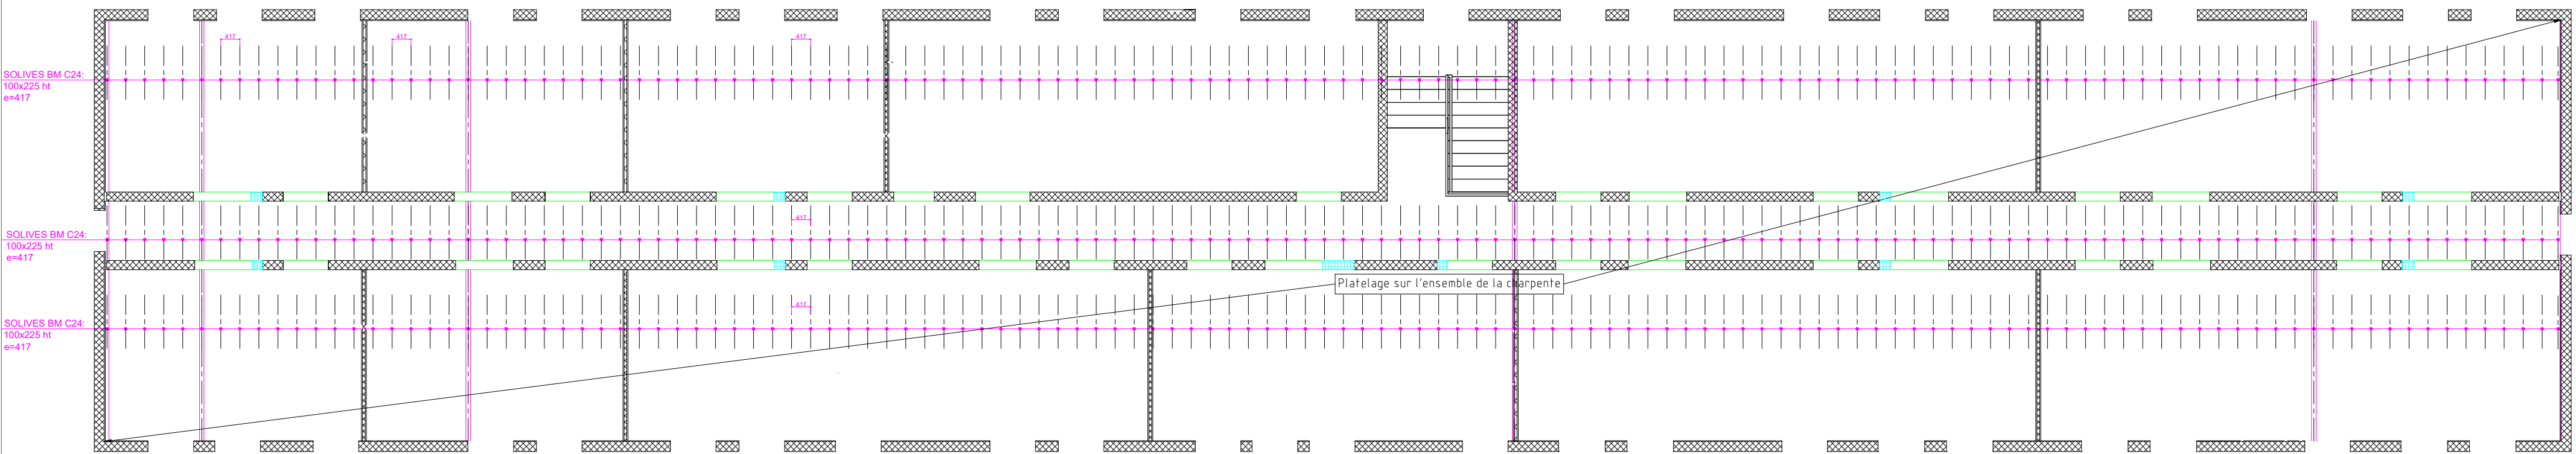 417
417
417
SOLIVES BM C24:
100x225 ht
e=417
417
SOLIVES BM C24:
100x225 ht
e=417
Platelage sur l'ensemble de la charpente
417
SOLIVES BM C24:
100x225 ht
e=417